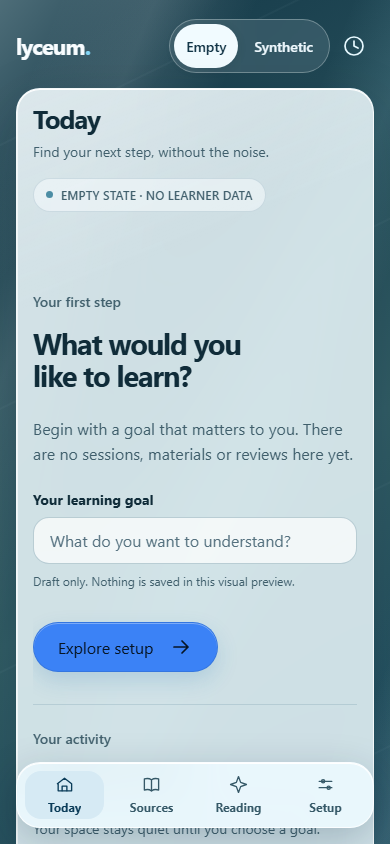 lyceum.
Empty
Synthetic
Today
Find your next step, without the noise.
EMPTY STATE · NO LEARNER DATA
Your first step
What would you
like to learn?
Begin with a goal that matters to you. There
are no sessions, materials or reviews here yet.
Your learning goal
What do you want to understand?
Draft only. Nothing is saved in this visual preview.
Explore setup
Your activity
Today
Sources
Reading
Setup
Your space stays quiet until you choose a goal.